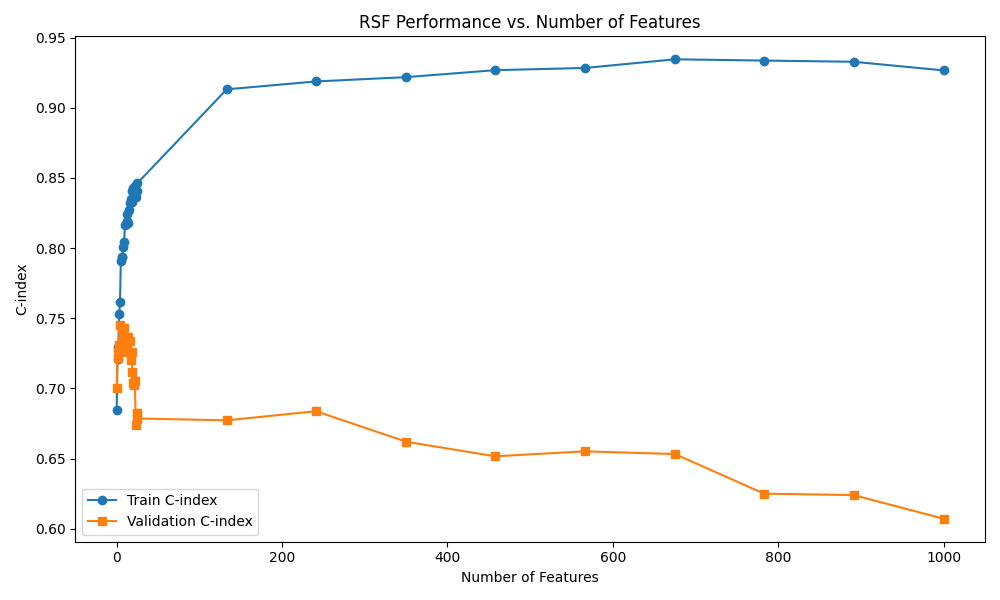 RSF Performance vs. Number of Features
C-index
0.95
0.90
0.85
0.80
0.75
0.70
0.65
0.60
Train C-index
Validation C-index
0 200 400 600 800 1000
Number of Features